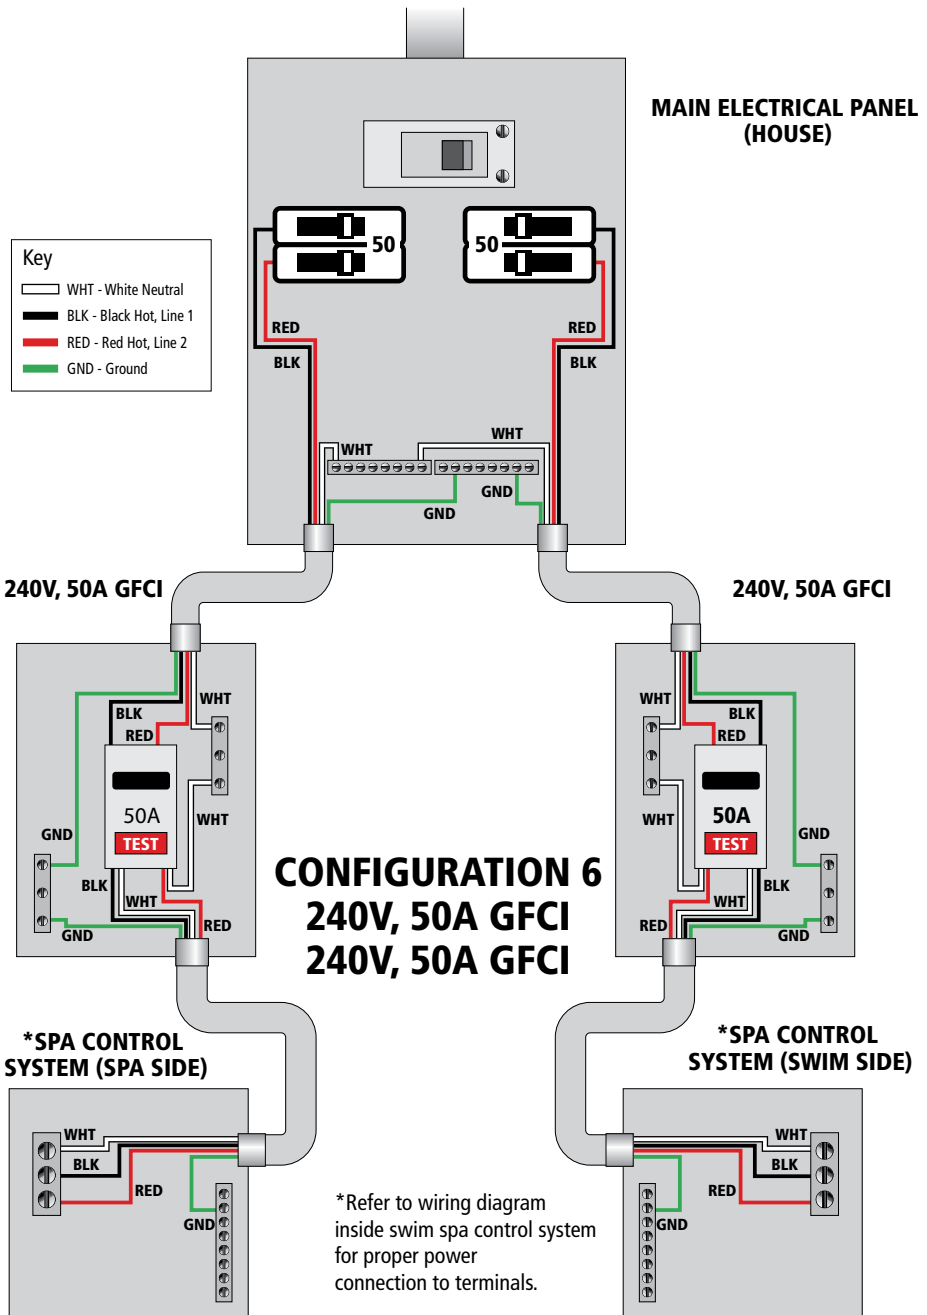 MAIN ELECTRICAL PANEL
(HOUSE)
50
50
Key
WHT - White Neutral
BLK - Black Hot, Line 1
RED - Red Hot, Line 2
GND - Ground
RED
BLK
RED
BLK
WHT
WHT
GND
GND
240V, 50A GFCI
240V, 50A GFCI
WHT
BLK
RED
50A
TEST
WHT
GND
BLK
WHT
GND
RED
WHT
BLK
RED
50A
TEST
WHT
GND
BLK
WHT
RED
GND
CONFIGURATION 6
240V, 50A GFCI
240V, 50A GFCI
*SPA CONTROL
SYSTEM (SPA SIDE)
*SPA CONTROL
SYSTEM (SWIM SIDE)
WHT
BLK
RED
GND
WHT
BLK
RED
GND
*Refer to wiring diagram
inside swim spa control system
for proper power
connection to terminals.